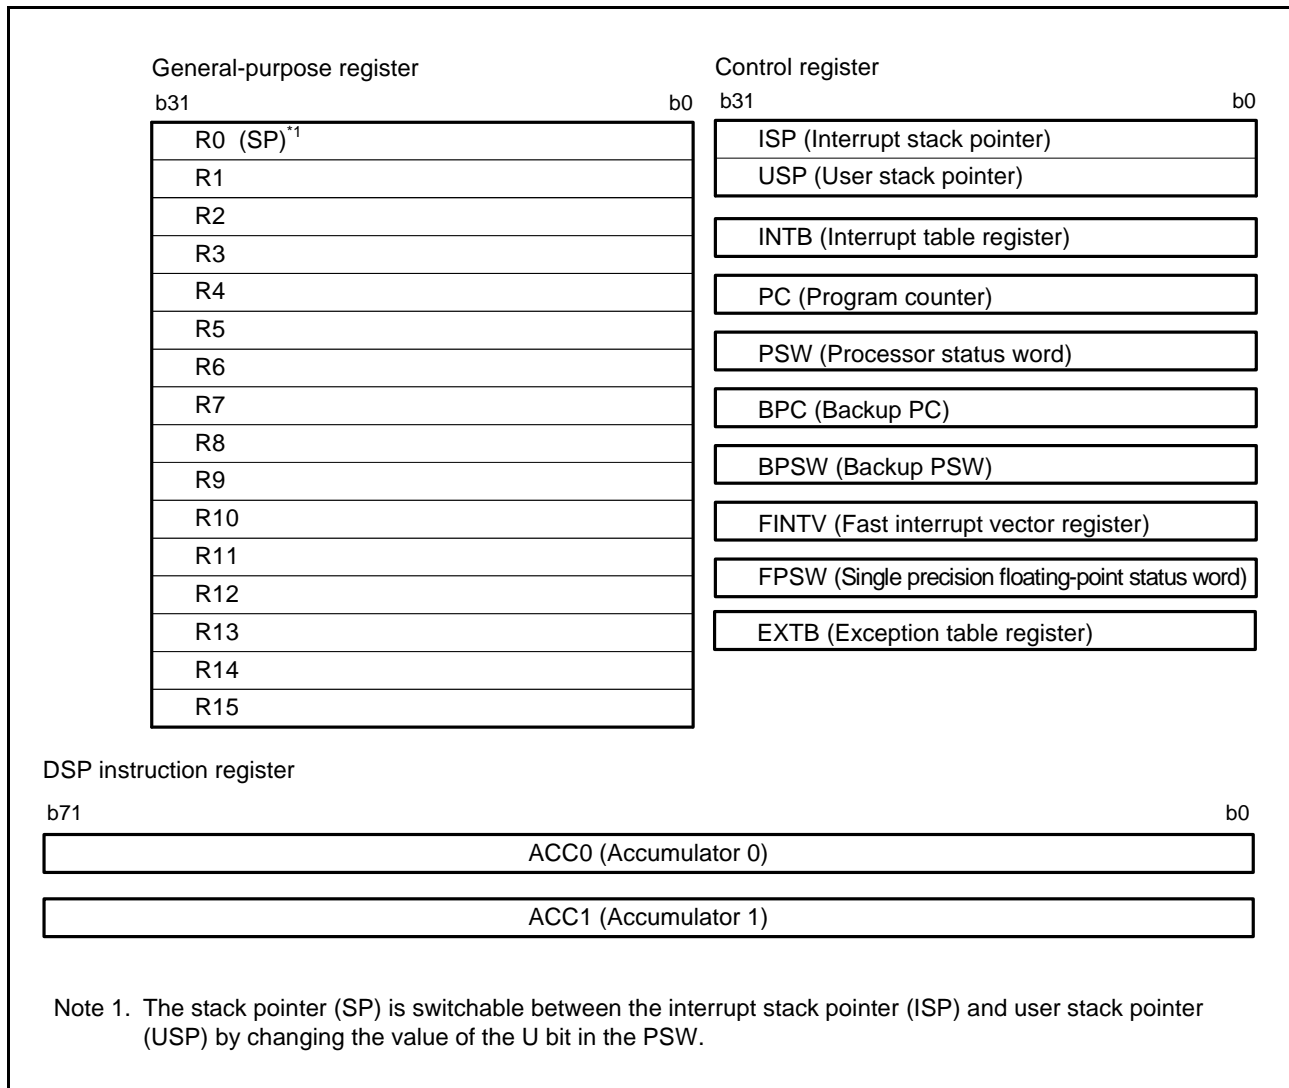 General-purpose register
b31 b0
R0 (SP)*1
R1
R2
R3
R4
R5
R6
R7
R8
R9
R10
R11
R12
R13
R14
R15
Control register
b31 b0
ISP (Interrupt stack pointer)
USP (User stack pointer)
INTB (Interrupt table register)
PC (Program counter)
PSW (Processor status word)
BPC (Backup PC)
BPSW (Backup PSW)
FINTV (Fast interrupt vector register)
FPSW (Single precision floating-point status word)
EXTB (Exception table register)
DSP instruction register
b71 b0
ACC0 (Accumulator 0)
ACC1 (Accumulator 1)
Note 1. The stack pointer (SP) is switchable between the interrupt stack pointer (ISP) and user stack pointer
(USP) by changing the value of the U bit in the PSW.